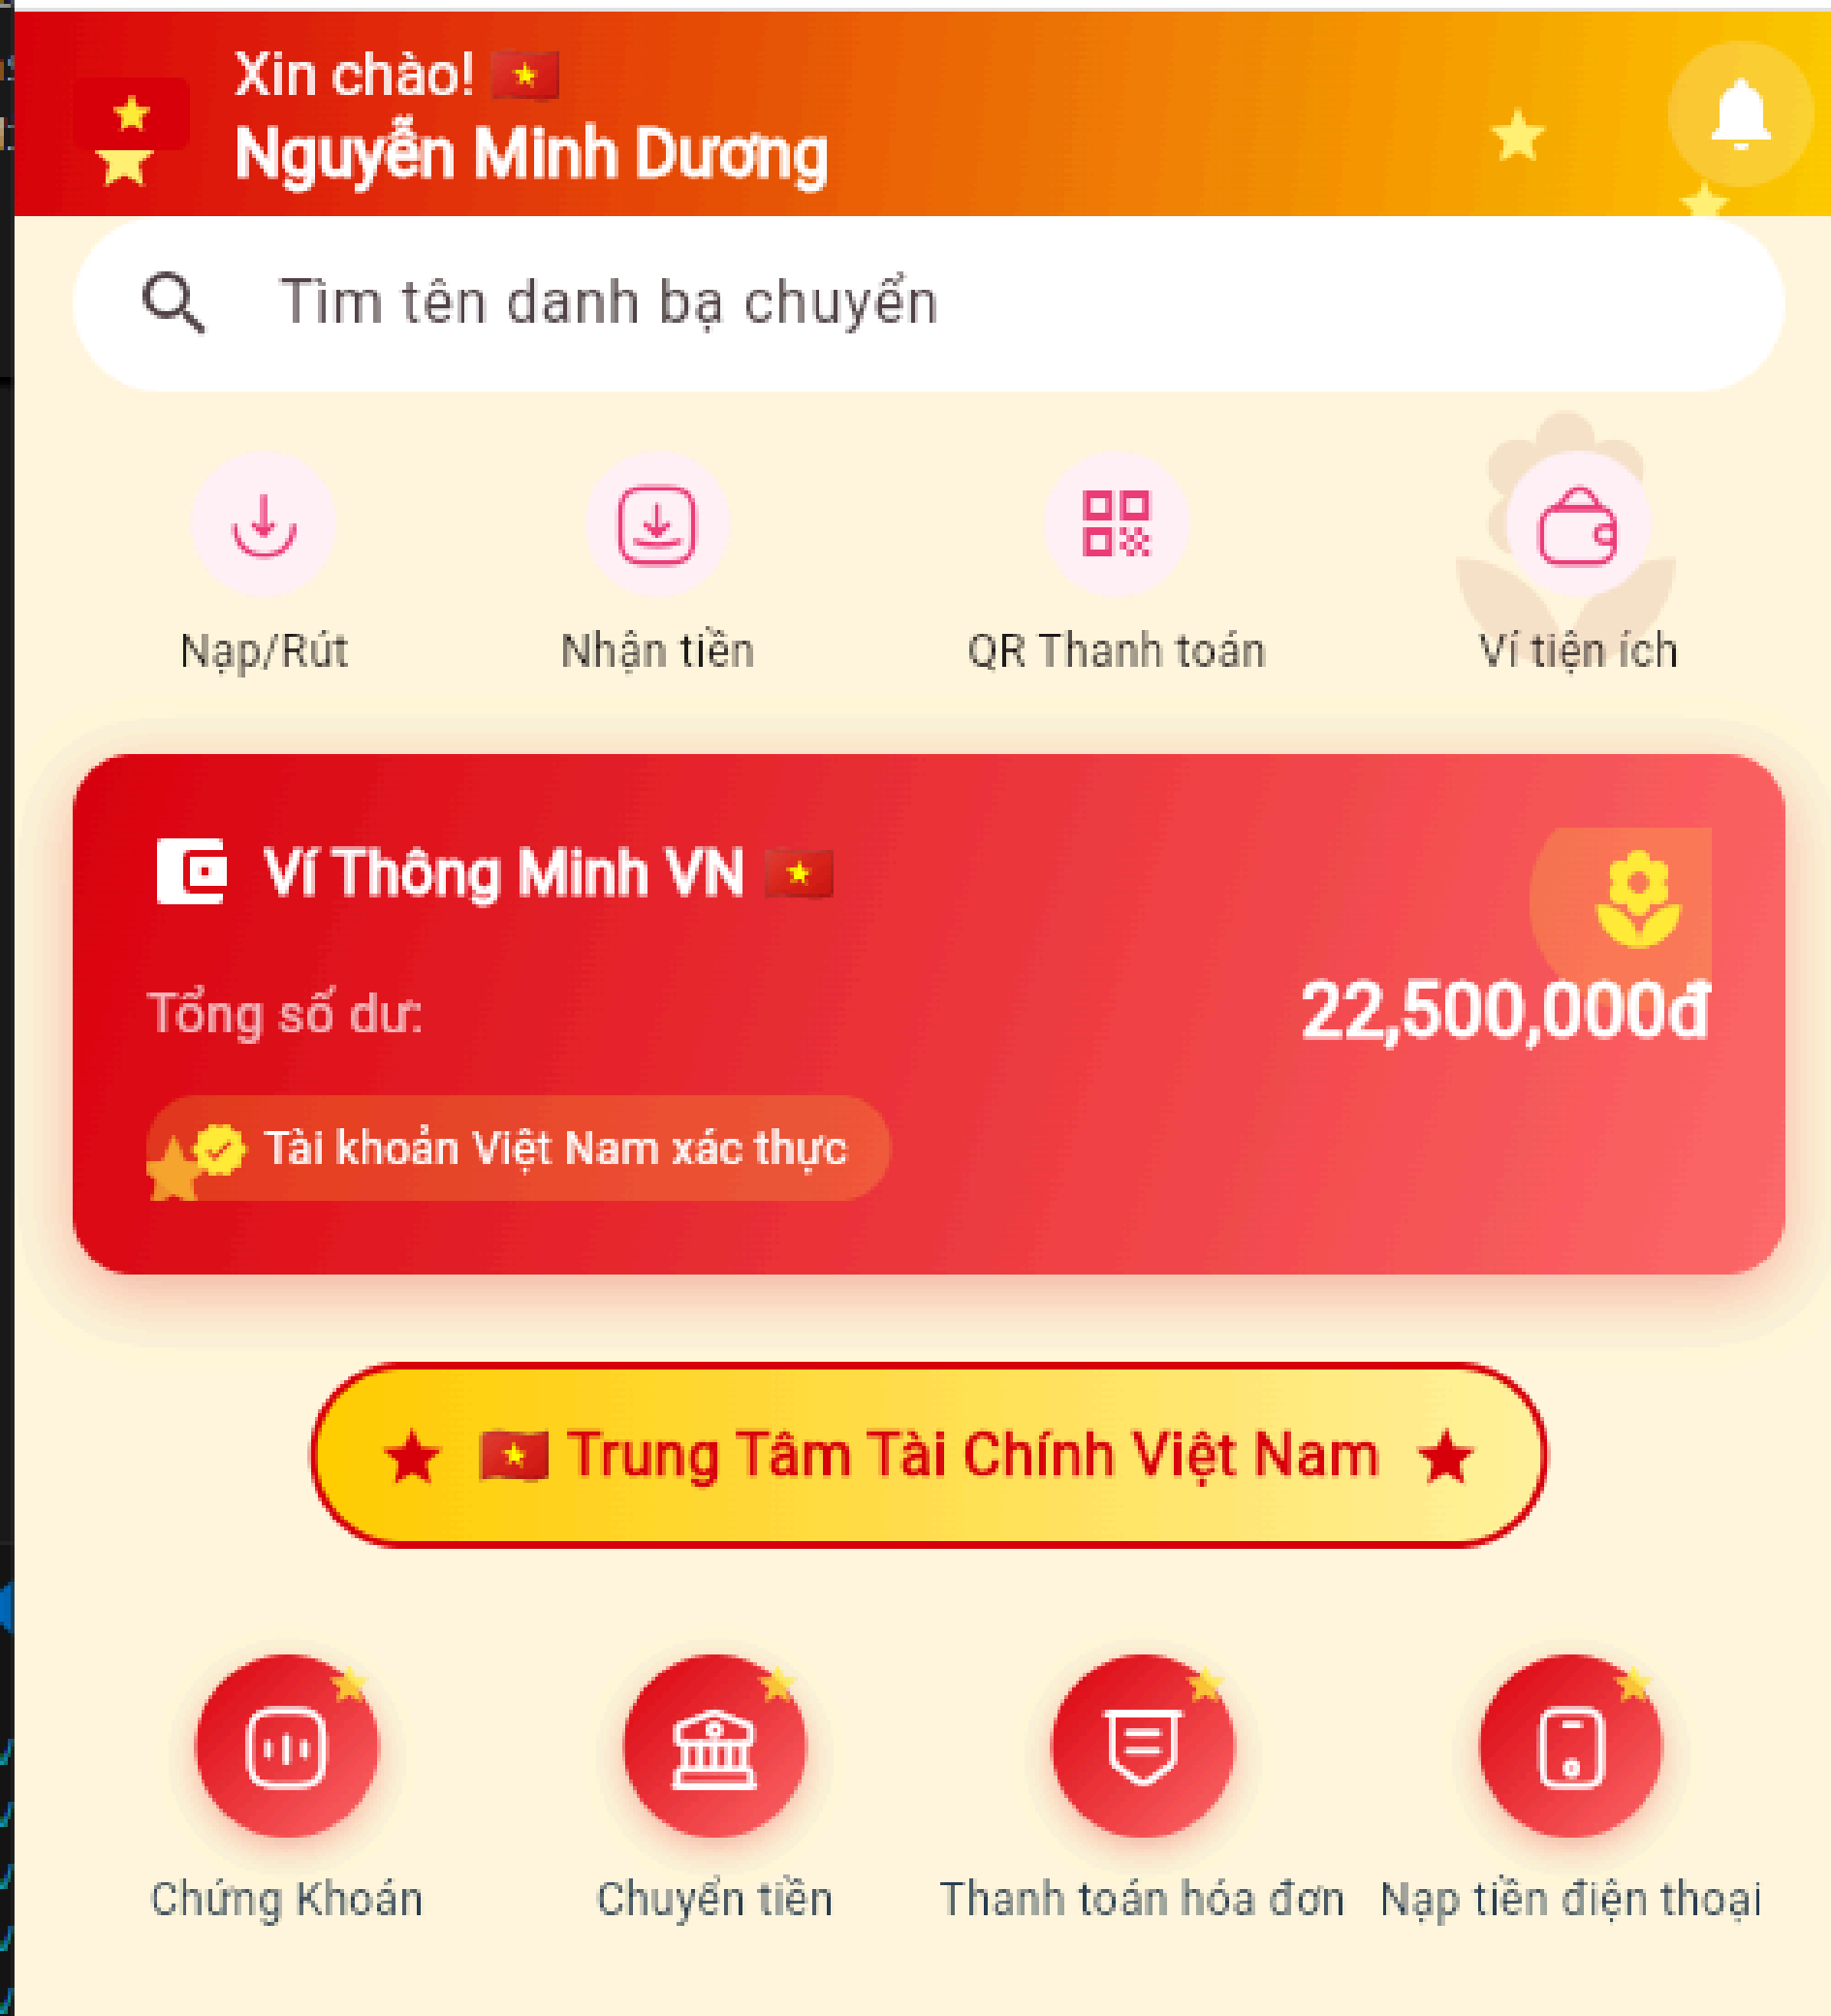 Xin chào! 🇻🇳
Nguyễn Minh Dương
Tìm tên danh bạ chuyển
Nạp/Rút
Nhận tiền
QR Thanh toán
Ví tiện ích
Ví Thông Minh VN 🇻🇳
Tổng số dư:
22,500,000đ
Tài khoản Việt Nam xác thực
🇻🇳 Trung Tâm Tài Chính Việt Nam
Chứng Khoán
Chuyển tiền
Thanh toán hóa đơn
Nạp tiền điện thoại